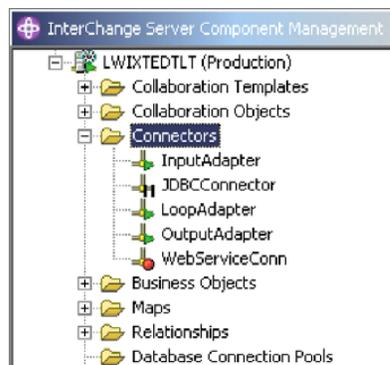 InterChange Server Component Management
LWIXTEDTLT (Production)
Collaboration Templates
Collaboration Objects
Connectors
InputAdapter
JDBCConnector
LoopAdapter
OutputAdapter
WebServiceConn
Business Objects
Maps
Relationships
Database Connection Pools